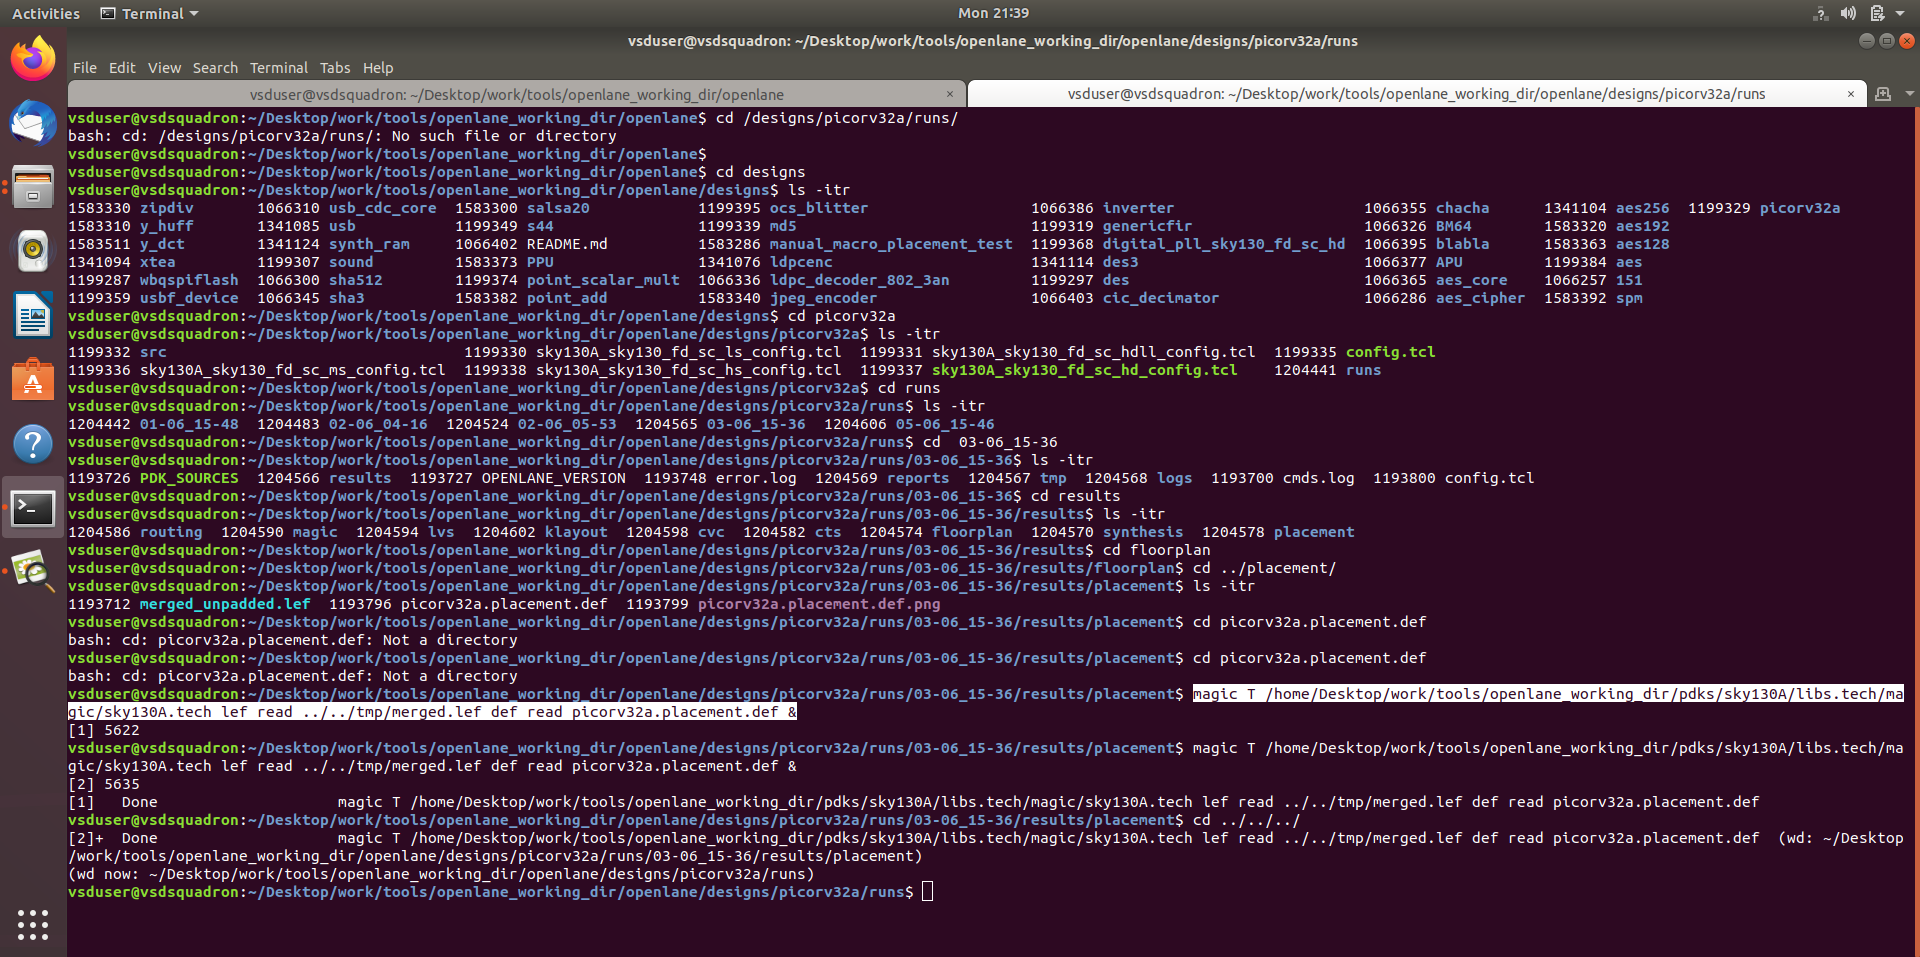 Activities Terminal Mon 21:39
vsduser@vsdsquadron: ~/Desktop/work/tools/openlane_working_dir/openlane/designs/picorv32a/runs
File Edit View Search Terminal Tabs Help
vsduser@vsdsquadron: ~/Desktop/work/tools/openlane_working_dir/openlane × vsduser@vsdsquadron: ~/Desktop/work/tools/openlane_working_dir/openlane/designs/picorv32a/runs ×
vsduser@vsdsquadron:~/Desktop/work/tools/openlane_working_dir/openlane$ cd /designs/picorv32a/runs/
bash: cd: /designs/picorv32a/runs/: No such file or directory
vsduser@vsdsquadron:~/Desktop/work/tools/openlane_working_dir/openlane$
vsduser@vsdsquadron:~/Desktop/work/tools/openlane_working_dir/openlane$ cd designs
vsduser@vsdsquadron:~/Desktop/work/tools/openlane_working_dir/openlane/designs$ ls -itr
1583330 zipdiv 1066310 usb_cdc_core 1583300 salsa20 1199395 ocs_blitter 1066386 inverter 1066355 chacha 1341104 aes256 1199329 picorv32a
1583310 y_huff 1341085 usb 1199349 s44 1199339 md5 1199319 genericfir 1066326 BM64 1583320 aes192
1583511 y_dct 1341124 synth_ram 1066402 README.md 1583286 manual_macro_placement_test 1199368 digital_pll_sky130_fd_sc_hd 1066395 blabla 1583363 aes128
1341094 xtea 1199307 sound 1583373 PPU 1341076 ldpcenc 1341114 des3 1066377 APU 1199384 aes
1199287 wbqspiflash 1066300 sha512 1199374 point_scalar_mult 1066336 ldpc_decoder_802_3an 1199297 des 1066365 aes_core 1066257 151
1199359 usbf_device 1066345 sha3 1583382 point_add 1583340 jpeg_encoder 1066403 cic_decimator 1066286 aes_cipher 1583392 spm
vsduser@vsdsquadron:~/Desktop/work/tools/openlane_working_dir/openlane/designs$ cd picorv32a
vsduser@vsdsquadron:~/Desktop/work/tools/openlane_working_dir/openlane/designs/picorv32a$ ls -itr
1199332 src 1199330 sky130A_sky130_fd_sc_ls_config.tcl 1199331 sky130A_sky130_fd_sc_hdll_config.tcl 1199335 config.tcl
1199336 sky130A_sky130_fd_sc_ms_config.tcl 1199338 sky130A_sky130_fd_sc_hs_config.tcl 1199337 sky130A_sky130_fd_sc_hd_config.tcl 1204441 runs
vsduser@vsdsquadron:~/Desktop/work/tools/openlane_working_dir/openlane/designs/picorv32a$ cd runs
vsduser@vsdsquadron:~/Desktop/work/tools/openlane_working_dir/openlane/designs/picorv32a/runs$ ls -itr
1204442 01-06_15-48 1204483 02-06_04-16 1204524 02-06_05-53 1204565 03-06_15-36 1204606 05-06_15-46
vsduser@vsdsquadron:~/Desktop/work/tools/openlane_working_dir/openlane/designs/picorv32a/runs$ cd  03-06_15-36
vsduser@vsdsquadron:~/Desktop/work/tools/openlane_working_dir/openlane/designs/picorv32a/runs/03-06_15-36$ ls -itr
1193726 PDK_SOURCES 1204566 results 1193727 OPENLANE_VERSION 1193748 error.log 1204569 reports 1204567 tmp 1204568 logs 1193700 cmds.log 1193800 config.tcl
vsduser@vsdsquadron:~/Desktop/work/tools/openlane_working_dir/openlane/designs/picorv32a/runs/03-06_15-36$ cd results
vsduser@vsdsquadron:~/Desktop/work/tools/openlane_working_dir/openlane/designs/picorv32a/runs/03-06_15-36/results$ ls -itr
1204586 routing 1204590 magic 1204594 lvs 1204602 klayout 1204598 cvc 1204582 cts 1204574 floorplan 1204570 synthesis 1204578 placement
vsduser@vsdsquadron:~/Desktop/work/tools/openlane_working_dir/openlane/designs/picorv32a/runs/03-06_15-36/results$ cd floorplan
vsduser@vsdsquadron:~/Desktop/work/tools/openlane_working_dir/openlane/designs/picorv32a/runs/03-06_15-36/results/floorplan$ cd ../placement/
vsduser@vsdsquadron:~/Desktop/work/tools/openlane_working_dir/openlane/designs/picorv32a/runs/03-06_15-36/results/placement$ ls -itr
1193712 merged_unpadded.lef 1193796 picorv32a.placement.def 1193799 picorv32a.placement.def.png
vsduser@vsdsquadron:~/Desktop/work/tools/openlane_working_dir/openlane/designs/picorv32a/runs/03-06_15-36/results/placement$ cd picorv32a.placement.def
bash: cd: picorv32a.placement.def: Not a directory
vsduser@vsdsquadron:~/Desktop/work/tools/openlane_working_dir/openlane/designs/picorv32a/runs/03-06_15-36/results/placement$ cd picorv32a.placement.def
bash: cd: picorv32a.placement.def: Not a directory
vsduser@vsdsquadron:~/Desktop/work/tools/openlane_working_dir/openlane/designs/picorv32a/runs/03-06_15-36/results/placement$ magic T /home/Desktop/work/tools/openlane_working_dir/pdks/sky130A/libs.tech/ma
gic/sky130A.tech lef read ../../tmp/merged.lef def read picorv32a.placement.def &
[1] 5622
vsduser@vsdsquadron:~/Desktop/work/tools/openlane_working_dir/openlane/designs/picorv32a/runs/03-06_15-36/results/placement$ magic T /home/Desktop/work/tools/openlane_working_dir/pdks/sky130A/libs.tech/ma
gic/sky130A.tech lef read ../../tmp/merged.lef def read picorv32a.placement.def &
[2] 5635
[1]   Done                    magic T /home/Desktop/work/tools/openlane_working_dir/pdks/sky130A/libs.tech/magic/sky130A.tech lef read ../../tmp/merged.lef def read picorv32a.placement.def
vsduser@vsdsquadron:~/Desktop/work/tools/openlane_working_dir/openlane/designs/picorv32a/runs/03-06_15-36/results/placement$ cd ../../../
[2]+  Done                    magic T /home/Desktop/work/tools/openlane_working_dir/pdks/sky130A/libs.tech/magic/sky130A.tech lef read ../../tmp/merged.lef def read picorv32a.placement.def  (wd: ~/Desktop
/work/tools/openlane_working_dir/openlane/designs/picorv32a/runs/03-06_15-36/results/placement)
(wd now: ~/Desktop/work/tools/openlane_working_dir/openlane/designs/picorv32a/runs)
vsduser@vsdsquadron:~/Desktop/work/tools/openlane_working_dir/openlane/designs/picorv32a/runs$